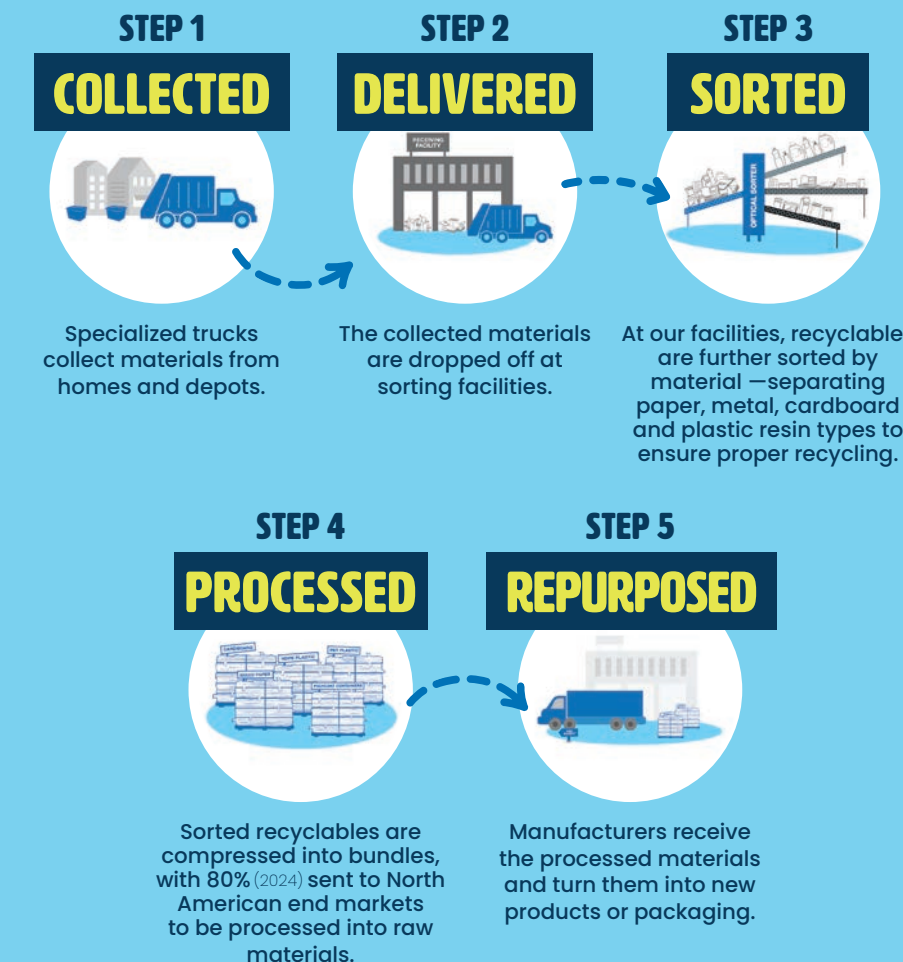 STEP 1
COLLECTED
Specialized trucks
collect materials from
homes and depots.
STEP 2
DELIVERED
RECEIVING
FACILITY
The collected materials
are dropped off at
sorting facilities.
STEP 3
SORTED
OPTICAL SORTER
At our facilities, recyclable
are further sorted by
material —separating
paper, metal, cardboard
and plastic resin types to
ensure proper recycling.
STEP 4
PROCESSED
PET PLASTIC
MIXED PAPER
Sorted recyclables are
compressed into bundles,
with 80% (2024) sent to North
American end markets
to be processed into raw
materials.
STEP 5
REPURPOSED
Manufacturers receive
the processed materials
and turn them into new
products or packaging.